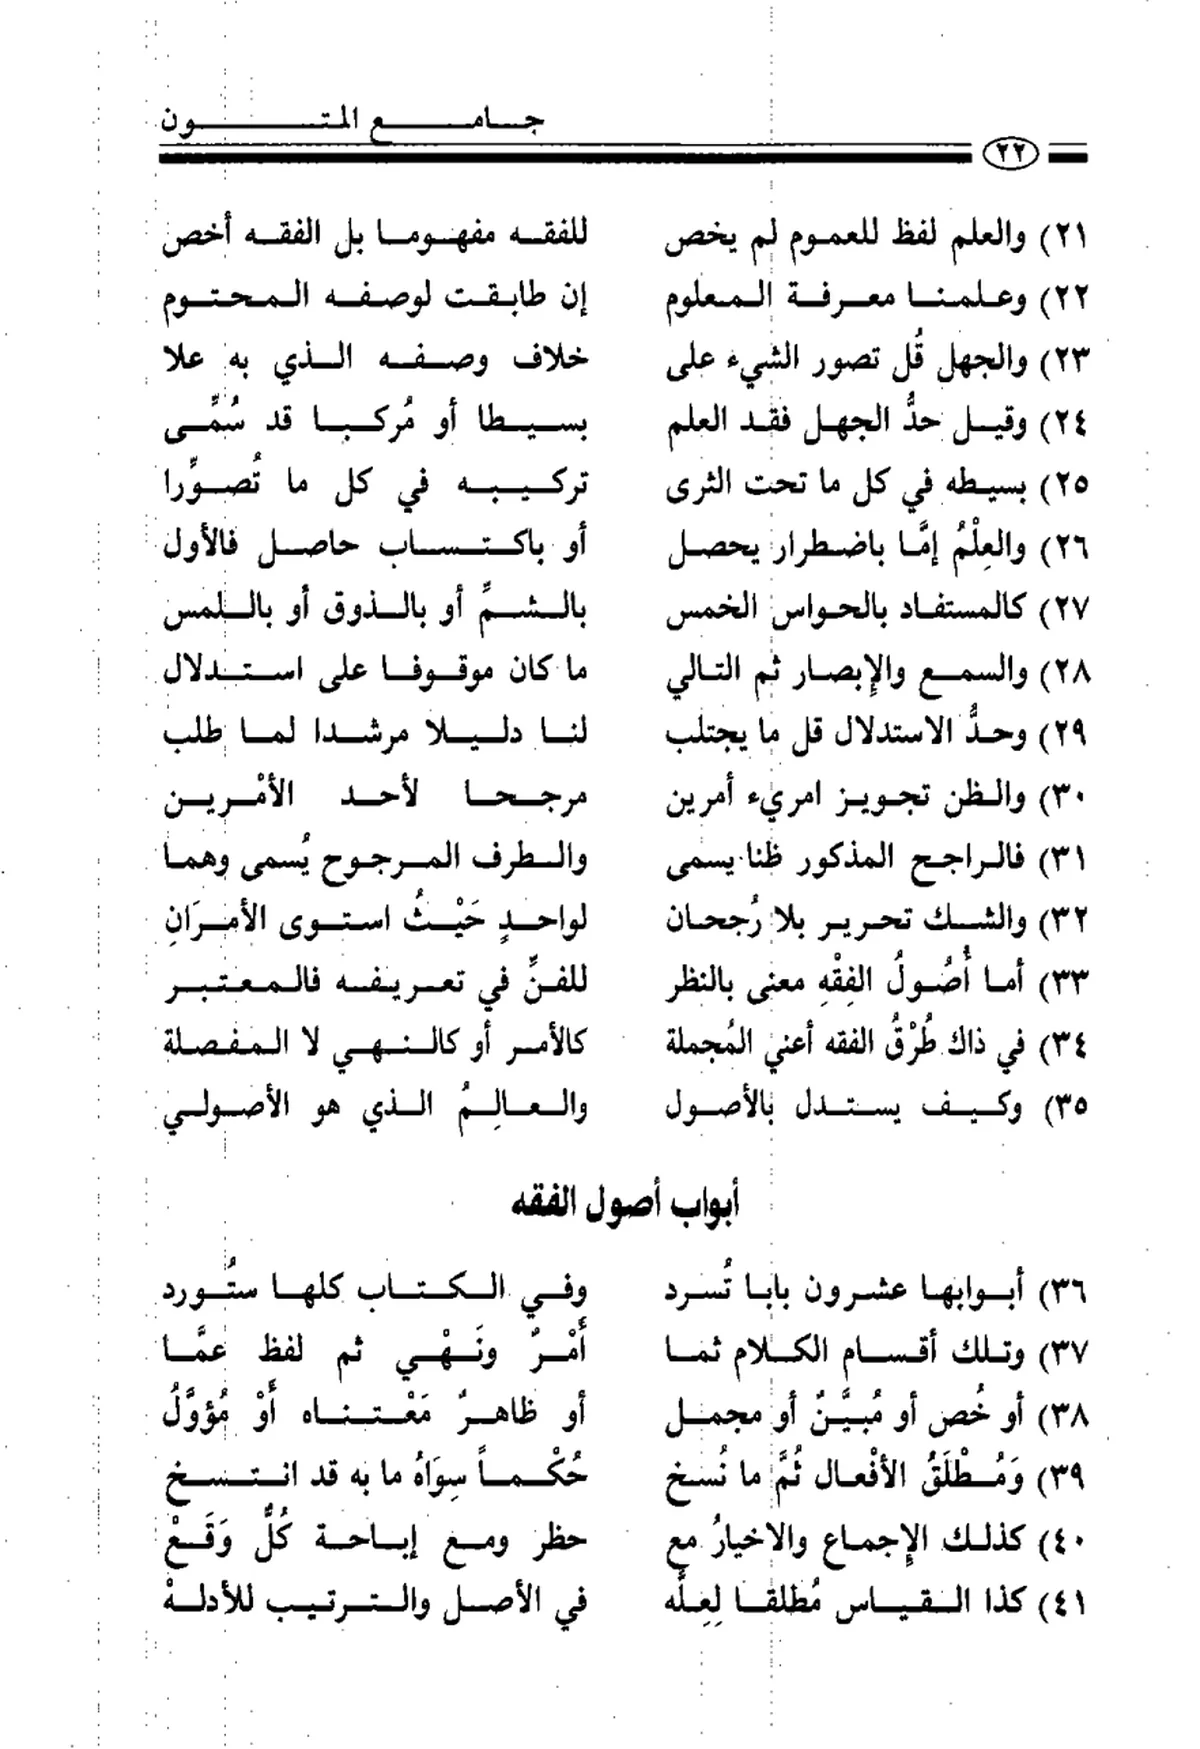 جامع المتون
٢٢
٢١) والعلم لفظ للعموم لم يخص للفقه مفهوما بل الفقه أخص
٢٢) وعلمنا معرفة المعلوم إن طابقت لوصفه المحتوم
٢٣) والجهل قُل تصور الشيء على خلاف وصفه الذي به علا
٢٤) وقيل حدُّ الجهل فقد العلم بسيطا أو مُركبا قد سُمِّى
٢٥) بسيطه في كل ما تحت الثرى تركيبه في كل ما تُصوِّرا
٢٦) والعِلْمُ إمَّا باضطرار يحصل أو باكتساب حاصل فالأول
٢٧) كالمستفاد بالحواس الخمس بالشمِّ أو بالذوق أو باللمس
٢٨) والسمع والإبصار ثم التالي ما كان موقوفا على استدلال
٢٩) وحدُّ الاستدلال قل ما يجتلب لنا دليلا مرشدا لما طلب
٣٠) والظن تجويز امريء أمرين مرجحا لأحد الأمْرين
٣١) فالراجح المذكور ظنا يسمى والطرف المرجوح يُسمى وهما
٣٢) والشك تحرير بلا رُجحان لواحدٍ حَيْثُ استوى الأمرَانِ
٣٣) أما أُصُولُ الفِقْهِ معنى بالنظر للفنِّ في تعريفه فالمعتبر
٣٤) في ذاك طُرْقُ الفقه أعني المُجملة كالأمر أو كالنهي لا المفصلة
٣٥) وكيف يستدل بالأصول والعالِمُ الذي هو الأصولي
أبواب أصول الفقه
٣٦) أبوابها عشرون بابا تُسرد وفي الكتاب كلها ستُورد
٣٧) وتلك أقسام الكلام ثما أَمْرٌ ونَهْي ثم لفظ عمَّا
٣٨) أو خُص أو مُبيَّنٌ أو مجمل أو ظاهرٌ مَعْتناه أَوْ مُؤوَّلُ
٣٩) وَمُطْلَقُ الأفْعال ثُمَّ ما نُسخ حُكْماً سِوَاهُ ما به قد انتسخ
٤٠) كذلك الإجماع والاخبارُ مع حظر ومع إباحة كُلٌّ وَقَعْ
٤١) كذا القياس مُطلقا لِعِلَّه في الأصل والترتيب للأدلهْ